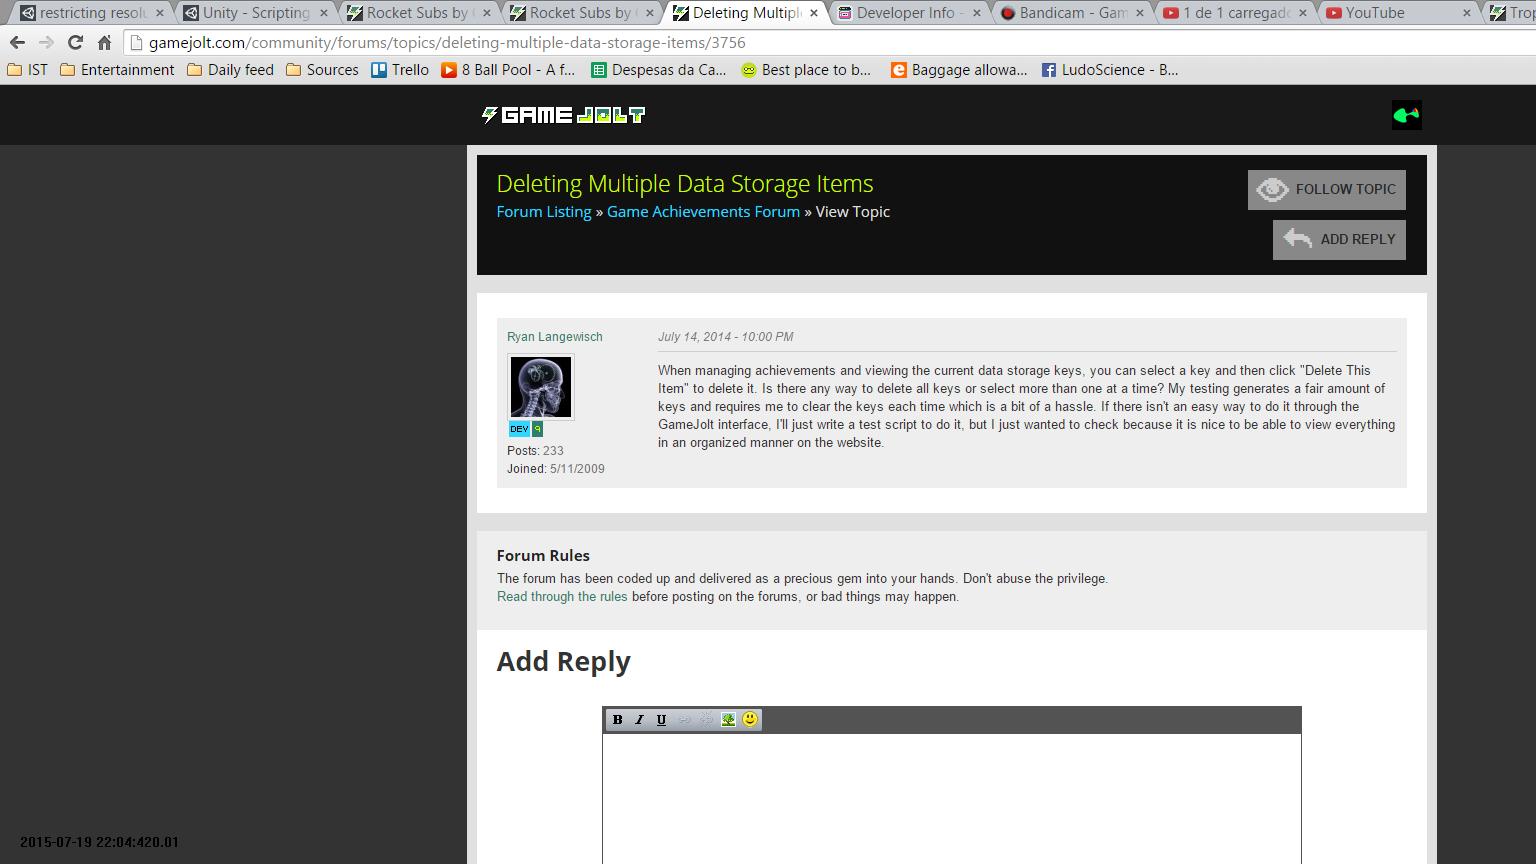 restricting resolu
Unity - Scripting
Rocket Subs by
Rocket Subs by
Deleting Multipl
Developer Info -
Bandicam - Gam
1 de 1 carregad
YouTube
Trop
gamejolt.com/community/forums/topics/deleting-multiple-data-storage-items/3756
IST
Entertainment
Daily feed
Sources
Trello
8 Ball Pool - A f...
Despesas da Ca...
Best place to b...
Baggage allowa...
LudoScience - B...
GAME JOLT
Deleting Multiple Data Storage Items
FOLLOW TOPIC
Forum Listing » Game Achievements Forum » View Topic
ADD REPLY
Ryan Langewisch
July 14, 2014 - 10:00 PM
When managing achievements and viewing the current data storage keys, you can select a key and then click "Delete This
Item" to delete it. Is there any way to delete all keys or select more than one at a time? My testing generates a fair amount of
keys and requires me to clear the keys each time which is a bit of a hassle. If there isn't an easy way to do it through the
GameJolt interface, I'll just write a test script to do it, but I just wanted to check because it is nice to be able to view everything
in an organized manner on the website.
DEV 9
Posts: 233
Joined: 5/11/2009
Forum Rules
The forum has been coded up and delivered as a precious gem into your hands. Don't abuse the privilege.
Read through the rules before posting on the forums, or bad things may happen.
Add Reply
B I U
2015-07-19 22:04:420.01